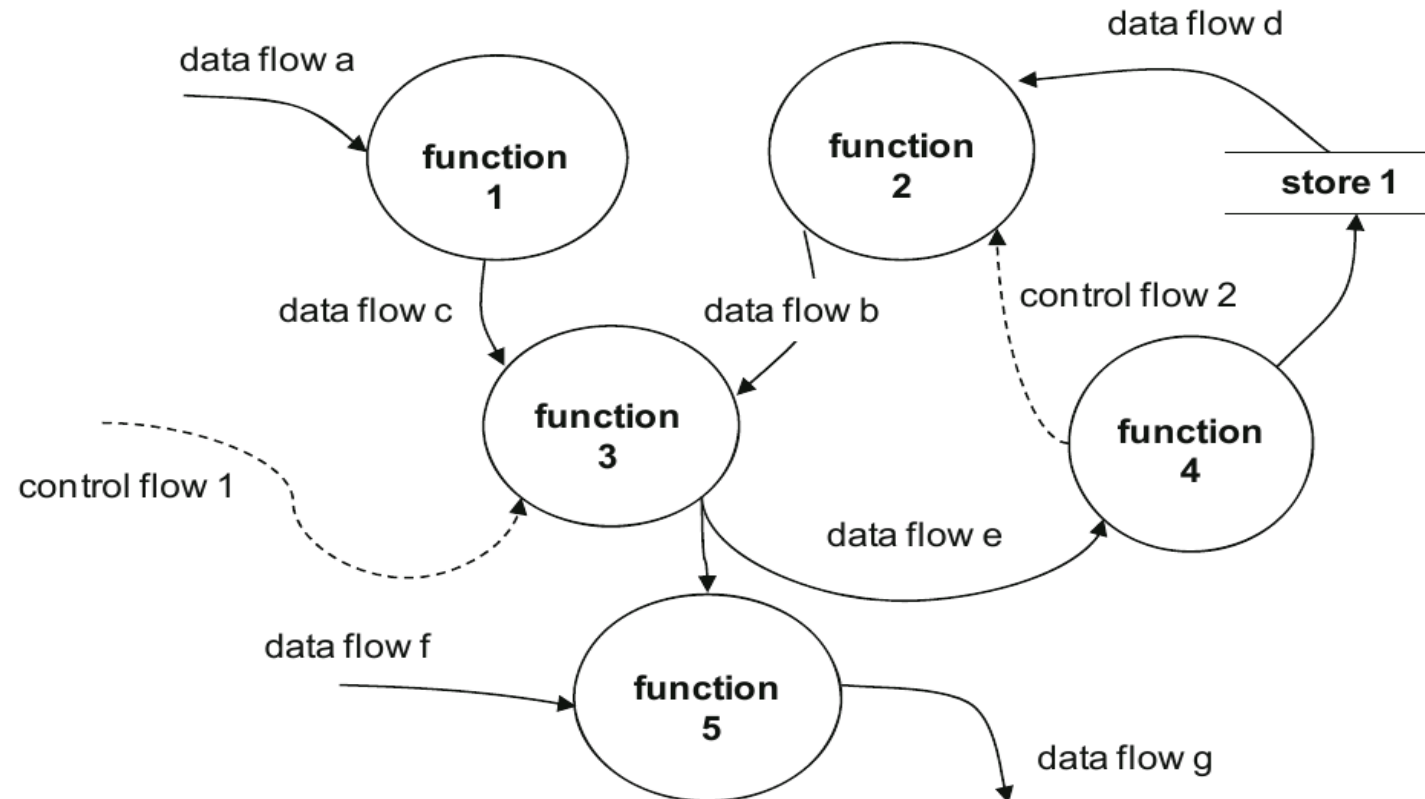 data flow d
data flow a
function
1
function
2
store 1
data flow c
data flow b
control flow 2
function
3
function
4
control flow 1
data flow e
data flow f
function
5
data flow g